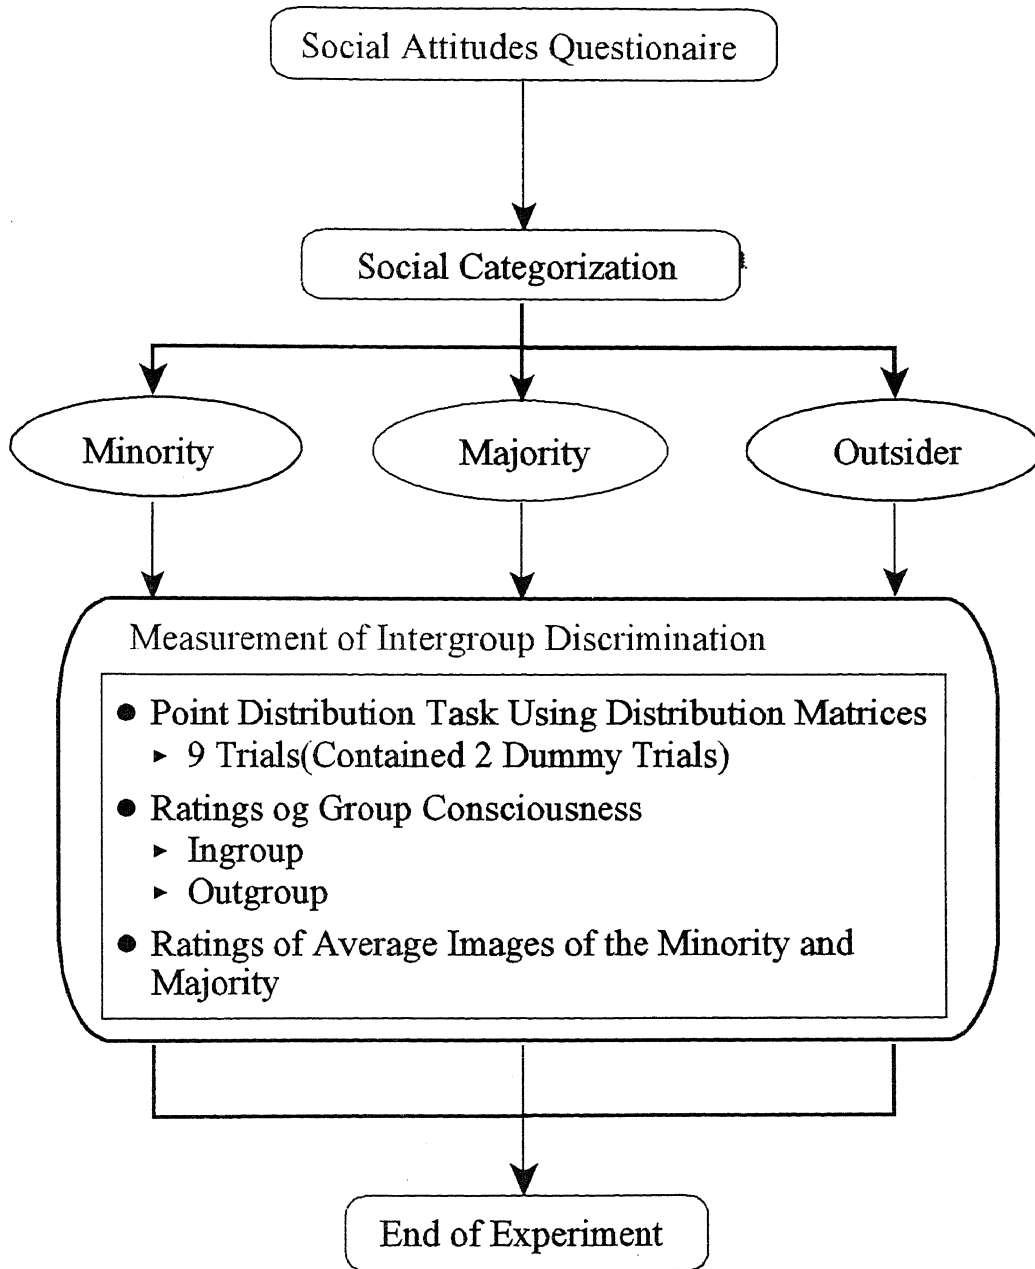 Social Attitudes Questionaire
Social Categorization
Minority
Majority
Outsider
Measurement of Intergroup Discrimination
● Point Distribution Task Using Distribution Matrices
► 9 Trials(Contained 2 Dummy Trials)
● Ratings og Group Consciousness
► Ingroup
► Outgroup
● Ratings of Average Images of the Minority and
Majority
End of Experiment